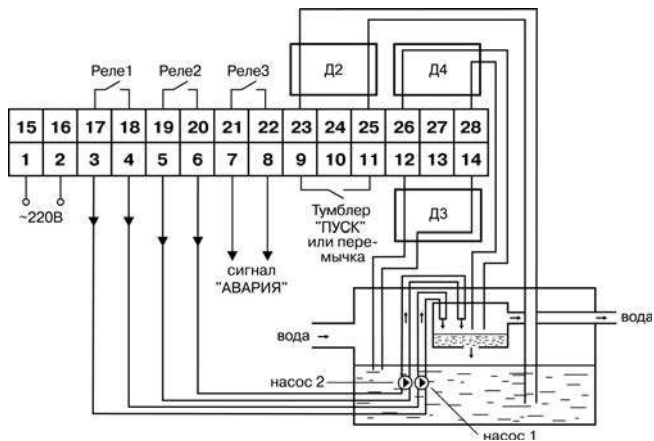 Д2 Д4
Реле1 Реле2 Реле3
15 16 17 18 19 20 21 22 23 24 25 26 27 28
1 2 3 4 5 6 7 8 9 10 11 12 13 14
~220В
Тумблер
"ПУСК"
или пере-
мычка
Д3
сигнал
"АВАРИЯ"
вода
вода
насос 2
насос 1